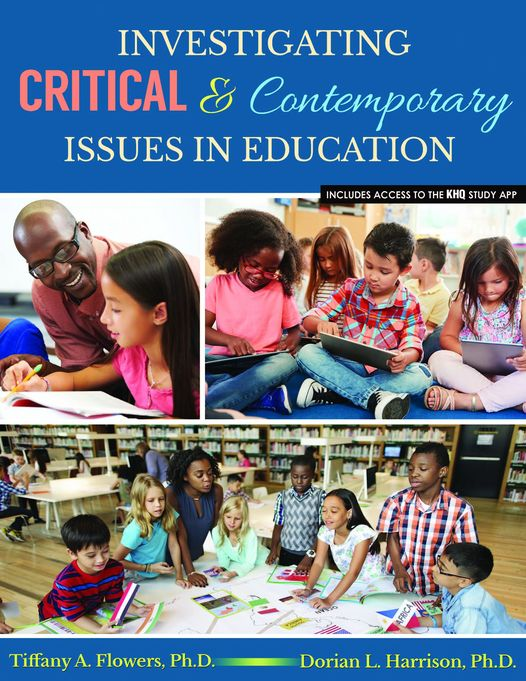 INVESTIGATING
CRITICAL & Contemporary
ISSUES IN EDUCATION
INCLUDES ACCESS TO THE KHQ STUDY APP
AFRICA
Tiffany A. Flowers, Ph.D. Dorian L. Harrison, Ph.D.